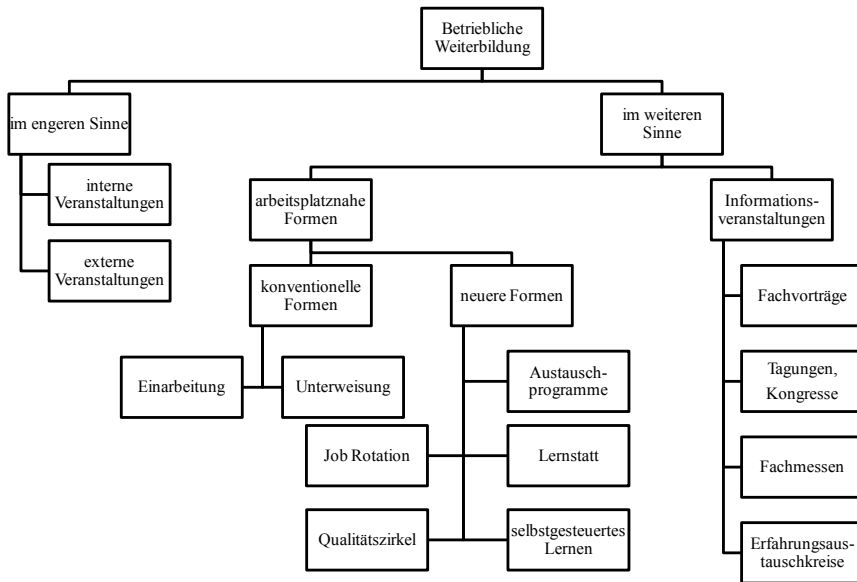 Betriebliche
Weiterbildung
im engeren Sinne
im weiteren
Sinne
interne
Veranstaltungen
externe
Veranstaltungen
arbeitsplatznahe
Formen
Informations-
veranstaltungen
konventionelle
Formen
neuere Formen
Einarbeitung
Unterweisung
Austausch-
programme
Job Rotation
Lernstatt
Qualitätszirkel
selbstgesteuertes
Lernen
Fachvorträge
Tagungen,
Kongresse
Fachmessen
Erfahrungsaus-
tauschkreise